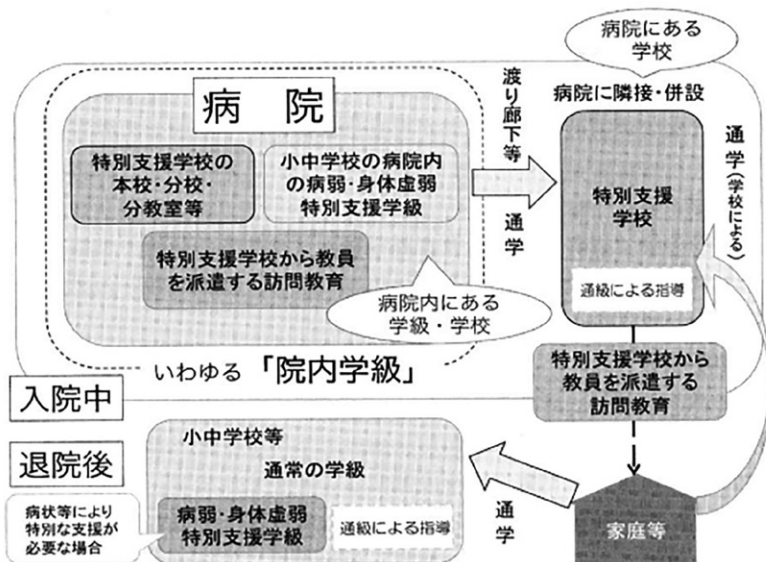 病院にある
学校
病院
渡り廊下等
通学
病院に隣接・併設
通学(学校による)
特別支援学校の
本校・分校・
分教室等
小中学校の病院内
の病弱・身体虚弱
特別支援学級
特別支援学校から教員
を派遣する訪問教育
病院内にある
学級・学校
特別支援
学校
通級による指導
いわゆる「院内学級」
特別支援学校から
教員を派遣する
訪問教育
入院中
退院後
小中学校等
通常の学級
病状等により
特別な支援が
必要な場合
病弱・身体虚弱
特別支援学級
通級による指導
通学
家庭等